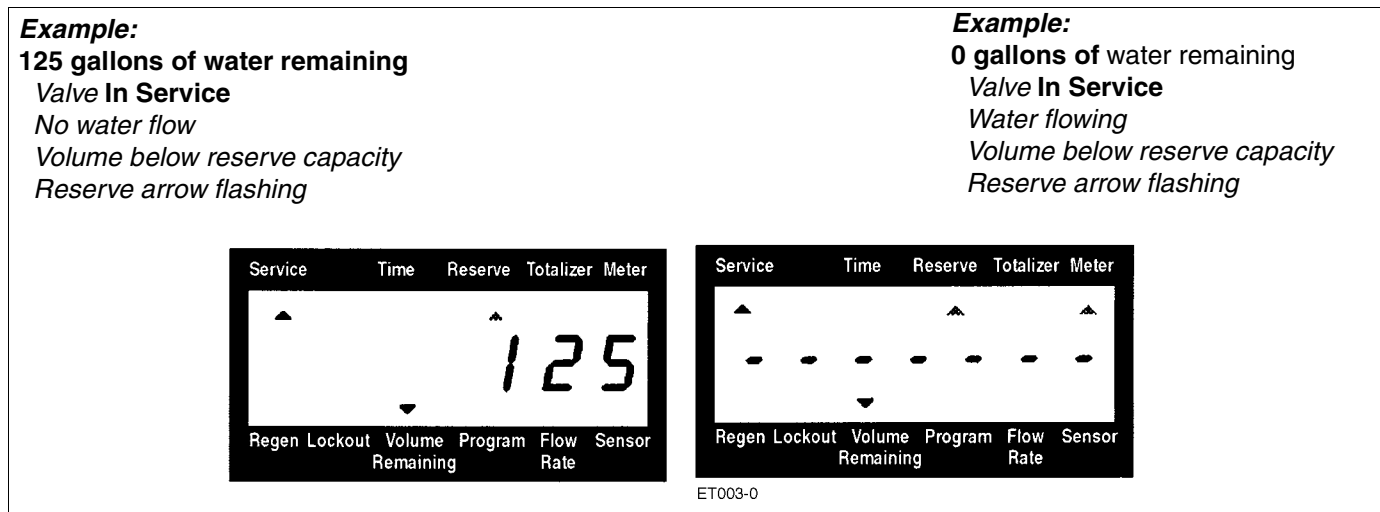 Example:
125 gallons of water remaining
Valve In Service
No water flow
Volume below reserve capacity
Reserve arrow flashing
Example:
0 gallons of water remaining
Valve In Service
Water flowing
Volume below reserve capacity
Reserve arrow flashing
Service Time Reserve Totalizer Meter
125
Regen Lockout Volume Remaining Program Flow Rate Sensor
Service Time Reserve Totalizer Meter
- - - - - - -
Regen Lockout Volume Remaining Program Flow Rate Sensor
ET003-0